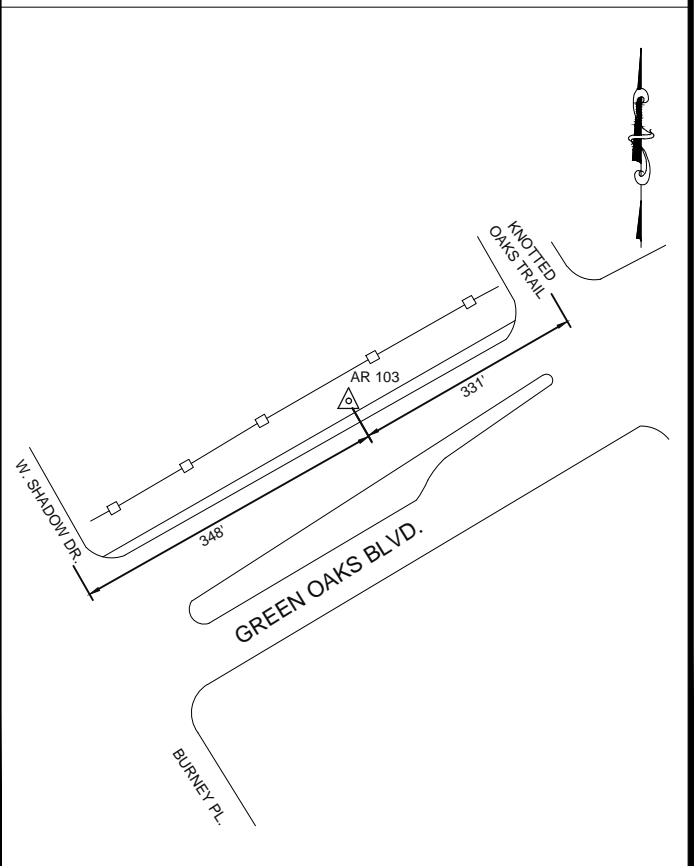 KNOTTED
OAKS TRAIL
AR 103
331'
W. SHADOW DR.
348'
GREEN OAKS BLVD.
BURNEY PL.